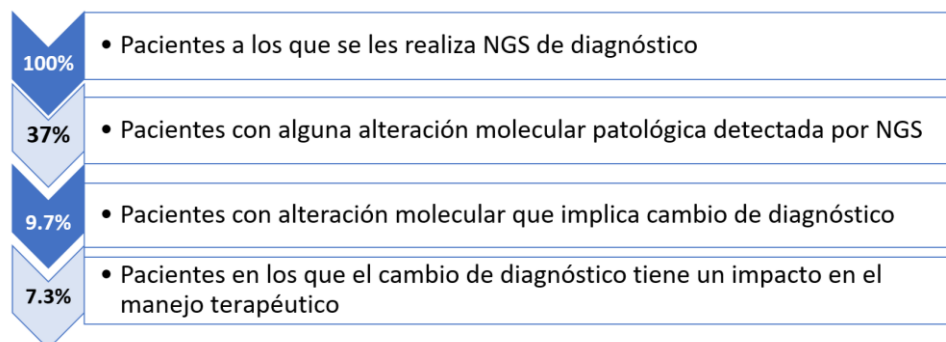 100%
• Pacientes a los que se les realiza NGS de diagnóstico
37%
• Pacientes con alguna alteración molecular patológica detectada por NGS
9.7%
• Pacientes con alteración molecular que implica cambio de diagnóstico
7.3%
• Pacientes en los que el cambio de diagnóstico tiene un impacto en el
manejo terapéutico